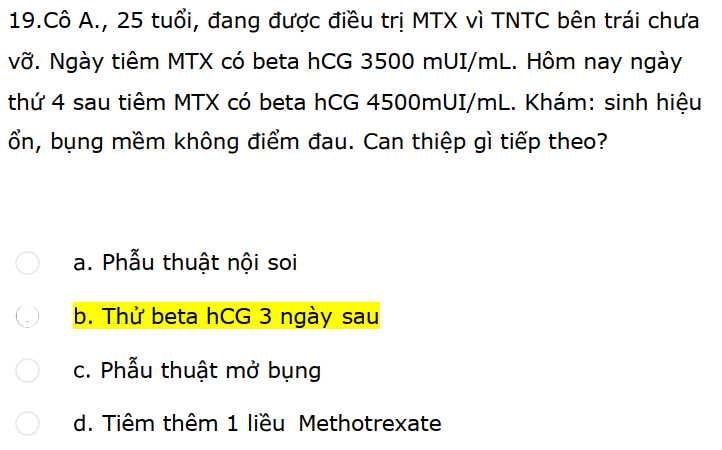 19.Cô A., 25 tuổi, đang được điều trị MTX vì TNTC bên trái chưa
vỡ. Ngày tiêm MTX có beta hCG 3500 mUI/mL. Hôm nay ngày
thứ 4 sau tiêm MTX có beta hCG 4500mUI/mL. Khám: sinh hiệu
ổn, bụng mềm không điểm đau. Can thiệp gì tiếp theo?
a. Phẫu thuật nội soi
b. Thử beta hCG 3 ngày sau
c. Phẫu thuật mở bụng
d. Tiêm thêm 1 liều Methotrexate